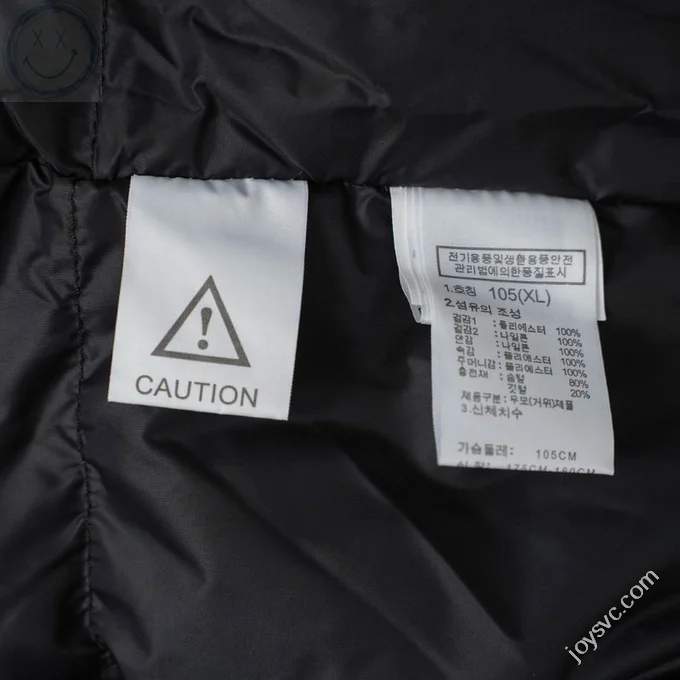 CAUTION
전기용품및생활용품안전
관리법에의한품질표시
1.호칭 105(XL)
2.섬유의 조성
겉감1 : 폴리에스터 100%
겉감2 : 나일론 100%
안감 : 나일론 100%
속감 : 폴리에스터 100%
주머니감 : 폴리에스터 100%
충전재 : 솜털 80%
깃털 20%
제품구분: 우모(거위)제품
3.신체치수
가슴둘레: 105CM
joysvc.com